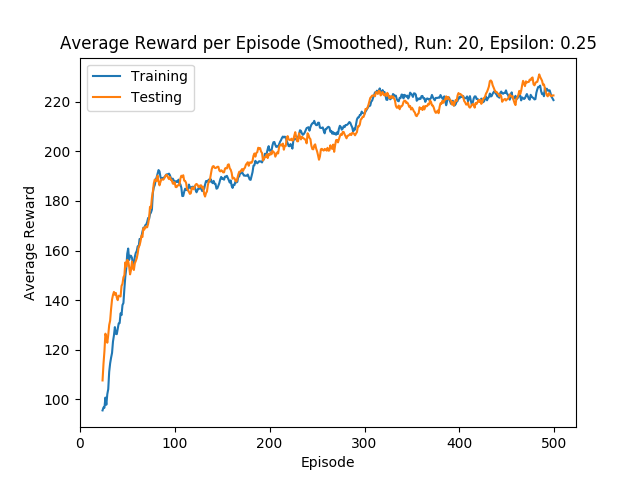 Average Reward per Episode (Smoothed), Run: 20, Epsilon: 0.25
Training
Testing
220
200
180
160
140
120
100
Average Reward
0 100 200 300 400 500
Episode